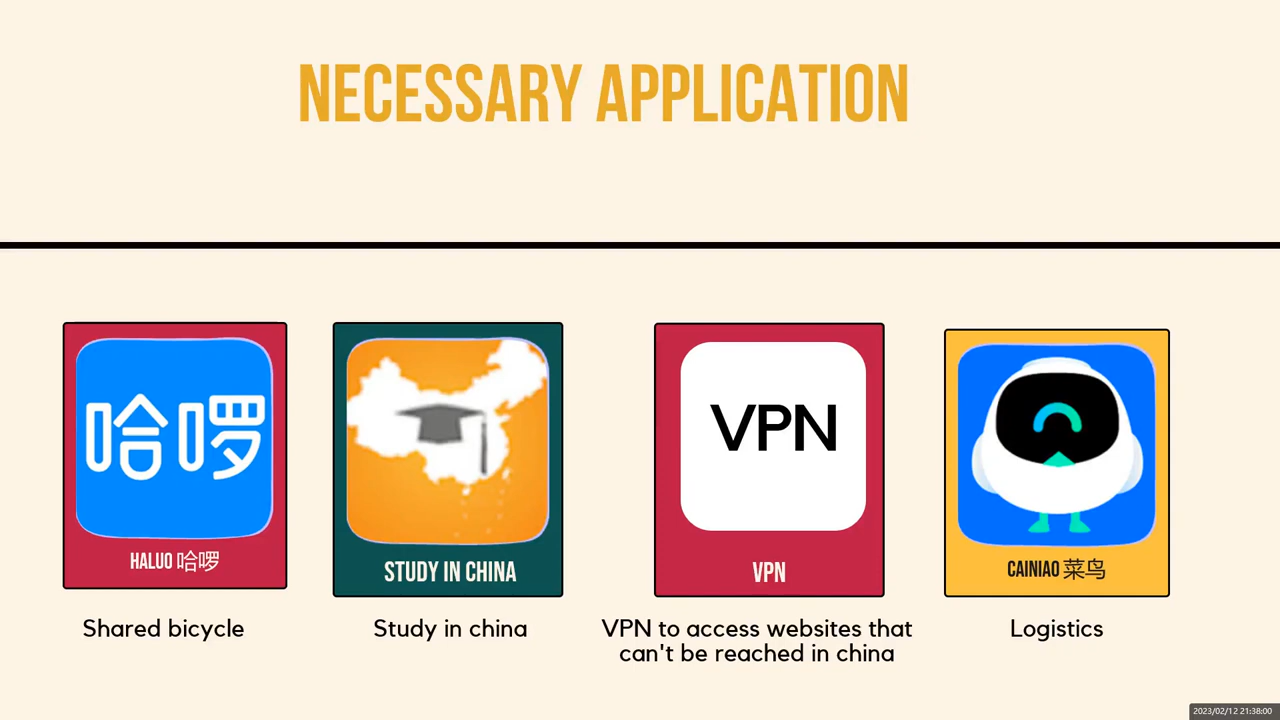 NECESSARY APPLICATION
哈啰
VPN
HALUO 哈啰
STUDY IN CHINA
VPN
CAINIAO 菜鸟
Shared bicycle
Study in china
VPN to access websites that
can't be reached in china
Logistics
2023/02/12 21:38:00